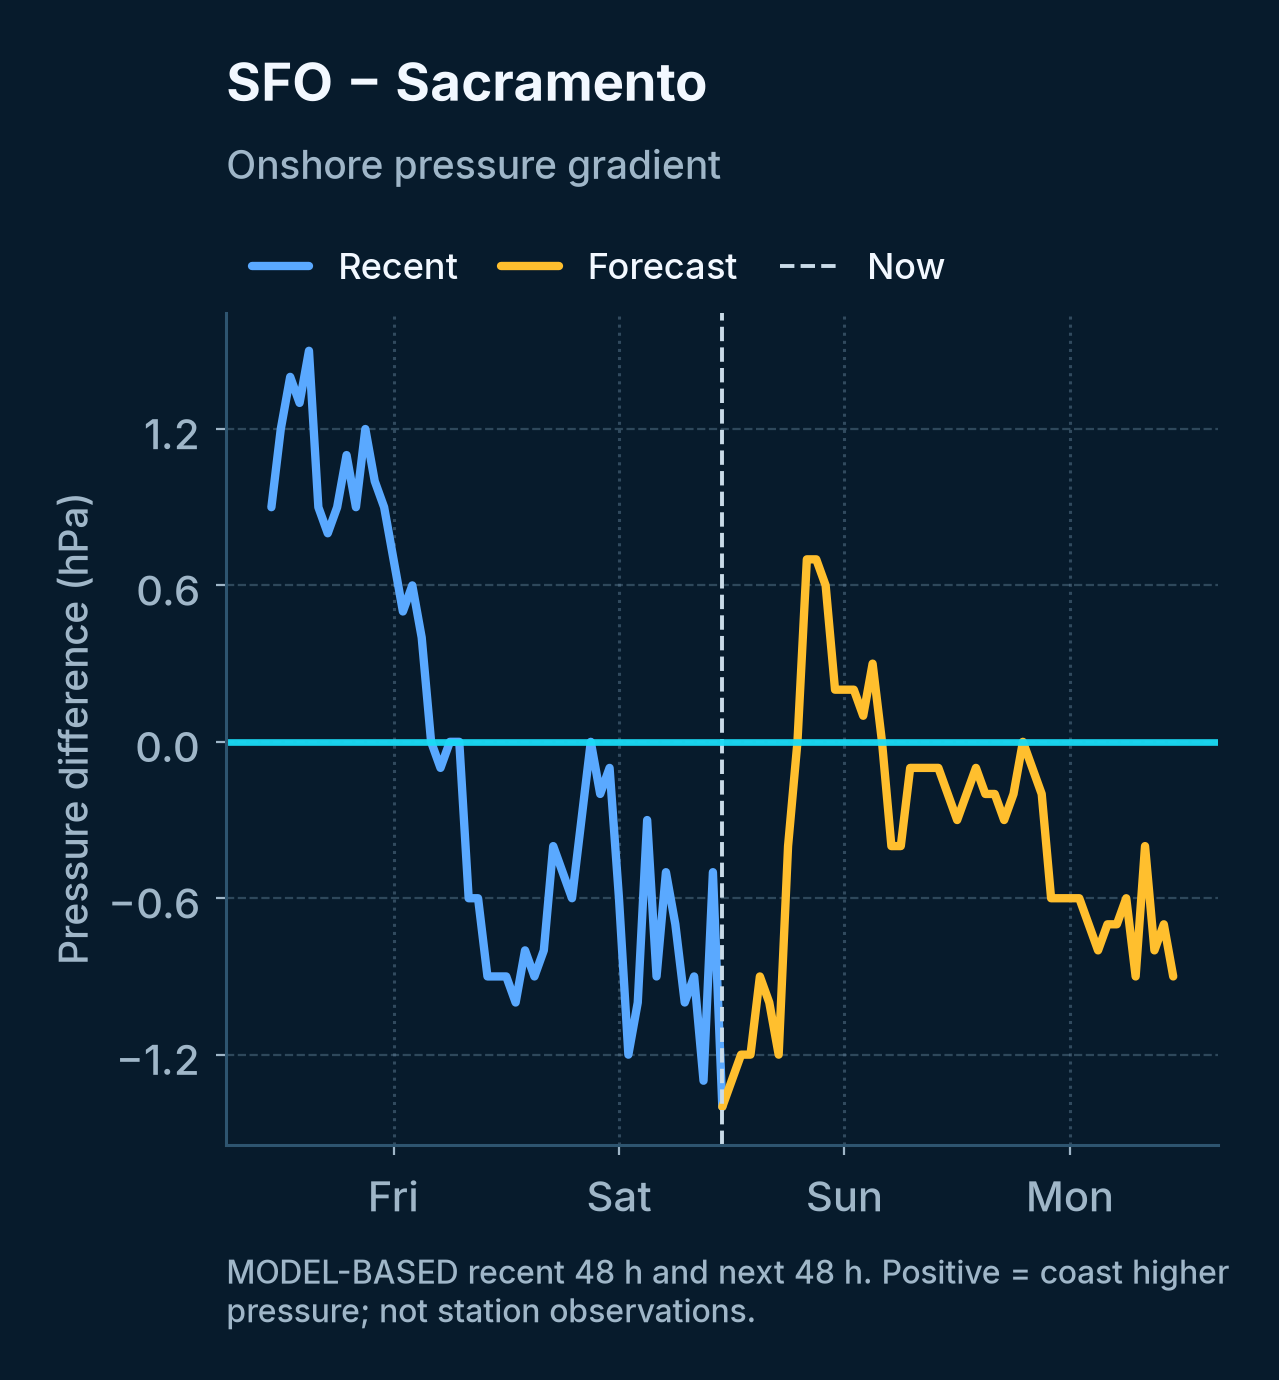 SFO − Sacramento
Onshore pressure gradient
Recent
Forecast
Now
Pressure difference (hPa)
1.2
0.6
0.0
−0.6
−1.2
Fri
Sat
Sun
Mon
MODEL-BASED recent 48 h and next 48 h. Positive = coast higher
pressure; not station observations.